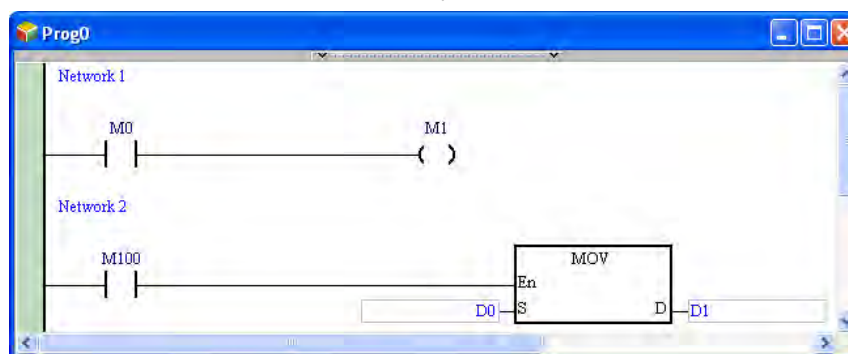 Prog0
Network 1
M0 M1
Network 2
M100 MOV
En
D0 S D D1